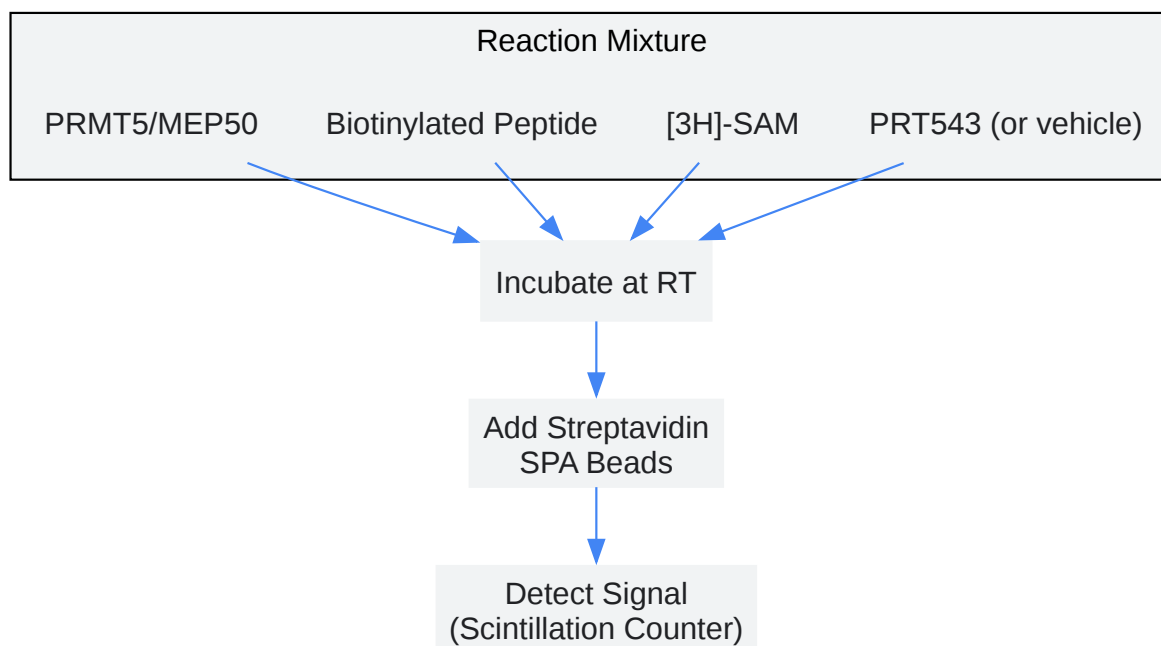 Reaction Mixture
PRMT5/MEP50 Biotinylated Peptide [3H]-SAM PRT543 (or vehicle)
Incubate at RT
Add Streptavidin
SPA Beads
Detect Signal
(Scintillation Counter)